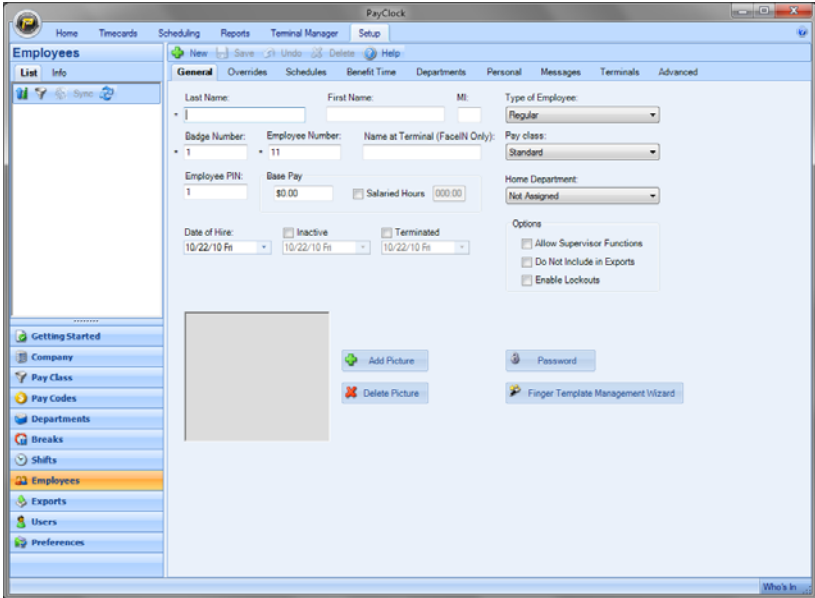 PayClock
Home Timecards Scheduling Reports Terminal Manager Setup
Employees
New Save Undo Delete Help
List Info
General Overrides Schedules Benefit Time Departments Personal Messages Terminals Advanced
Sync
Last Name: First Name: MI: Type of Employee:
* Regular
Badge Number: Employee Number: Name at Terminal (FaceIN Only): Pay class:
* 1 * 11 Standard
Employee PIN: Base Pay Home Department:
1 $0.00 Salaried Hours 000:00 Not Assigned
Date of Hire: Inactive Terminated Options
10/22/10 Fri 10/22/10 Fri 10/22/10 Fri Allow Supervisor Functions
Do Not Include in Exports
Enable Lockouts
Getting Started
Company
Pay Class
Pay Codes
Departments
Breaks
Shifts
Employees
Exports
Users
Preferences
Add Picture Password
Delete Picture Finger Template Management Wizard
Who's In